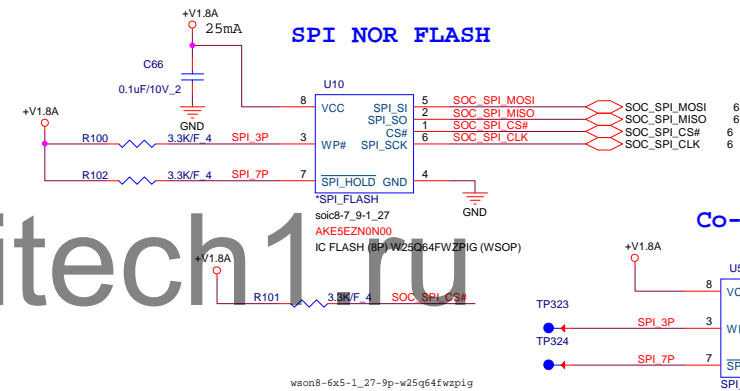 +V1.8A
25mA
SPI NOR FLASH
C66
0.1uF/10V_2
GND
U10
+V1.8A
8 VCC SPI_SI 5 SOC_SPI_MOSI SOC_SPI_MOSI 6
SPI_SO 2 SOC_SPI_MISO SOC_SPI_MISO 6
CS# 1 SOC_SPI_CS# SOC_SPI_CS# 6
R100 3.3K/F_4 SPI_3P 3 WP# SPI_SCK 6 SOC_SPI_CLK SOC_SPI_CLK 6
R102 3.3K/F_4 SPI_7P 7 SPI_HOLD GND 4
GND
*SPI_FLASH
soic8-7_9-1_27
AKE5EZN0N00
IC FLASH (8P) W25Q64FWZPIG (WSOP)
itech1.ru
Co-
+V1.8A
+V1.8A
R101 3.3K/F_4 SOC_SPI_CS#
U5
8 VC
TP323
SPI_3P 3 W
TP324
SPI_7P 7 SP
SPI
wson8-6x5-1_27-9p-w25q64fwzpig